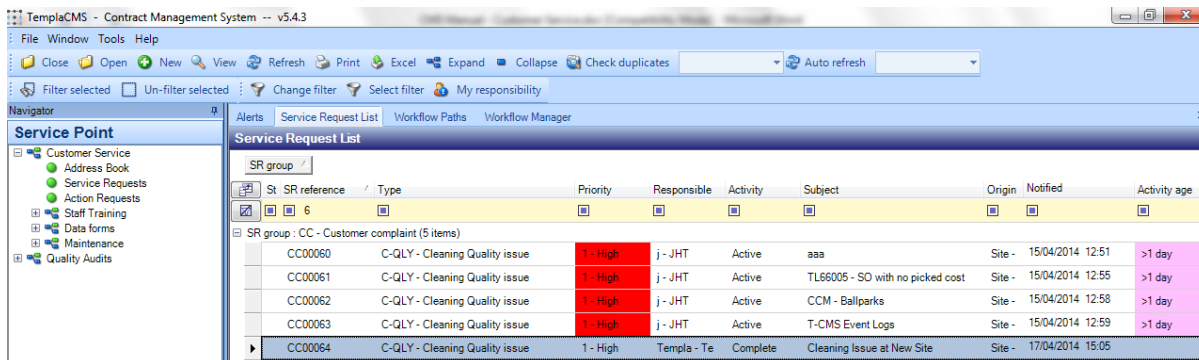 TemplaCMS - Contract Management System -- v5.4.3
File Window Tools Help
Close Open New View Refresh Print Excel Expand Collapse Check duplicates Auto refresh
Filter selected Un-filter selected Change filter Select filter My responsibility
Navigator
Service Point
Customer Service
Address Book
Service Requests
Action Requests
Staff Training
Data forms
Maintenance
Quality Audits
Alerts Service Request List Workflow Paths Workflow Manager
Service Request List
SR group
St SR reference Type Priority Responsible Activity Subject Origin Notified Activity age
6
SR group : CC - Customer complaint (5 items)
CC00060 C-QLY - Cleaning Quality issue 1 - High j - JHT Active aaa Site - 15/04/2014 12:51 >1 day
CC00061 C-QLY - Cleaning Quality issue 1 - High j - JHT Active TL66005 - SO with no picked cost Site - 15/04/2014 12:55 >1 day
CC00062 C-QLY - Cleaning Quality issue 1 - High j - JHT Active CCM - Ballparks Site - 15/04/2014 12:58 >1 day
CC00063 C-QLY - Cleaning Quality issue 1 - High j - JHT Active T-CMS Event Logs Site - 15/04/2014 12:59 >1 day
CC00064 C-QLY - Cleaning Quality issue 1 - High Templa - Te Complete Cleaning Issue at New Site Site - 17/04/2014 15:05